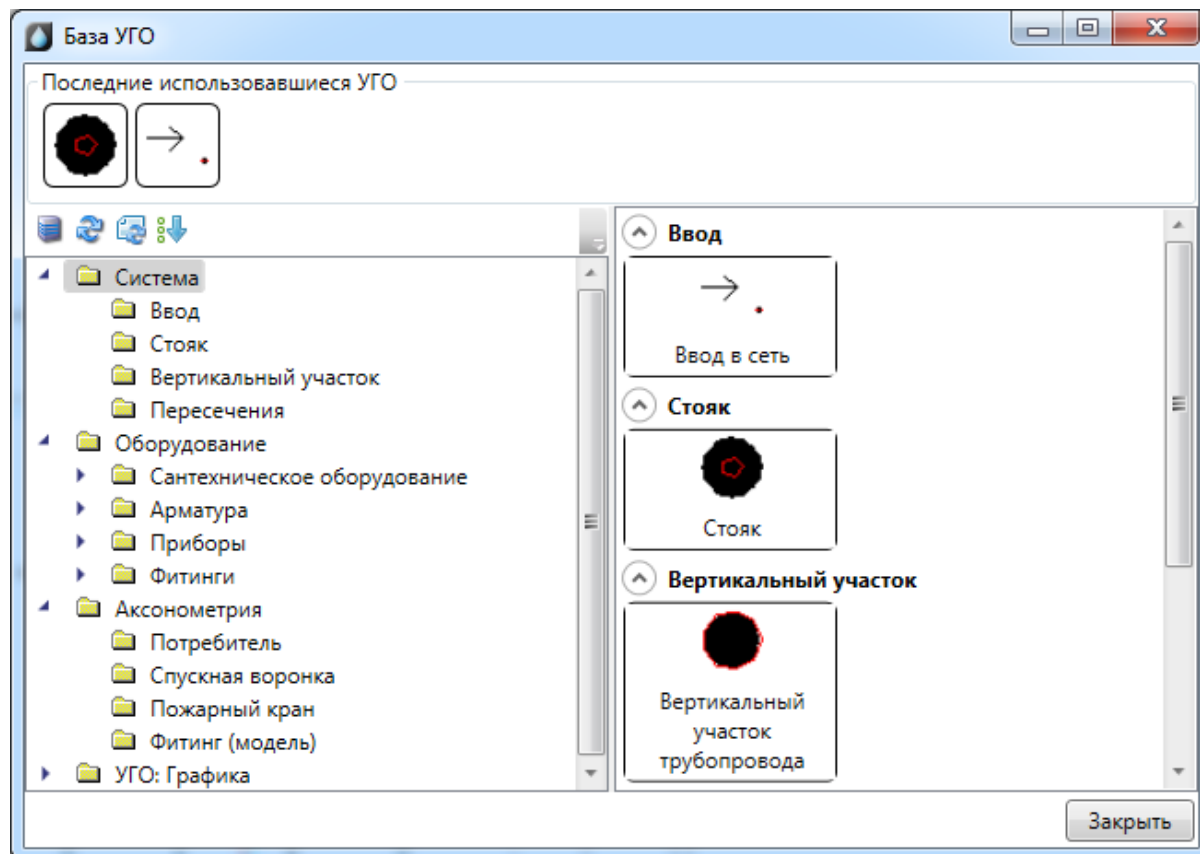 База УГО
Последние использовавшиеся УГО
Система
Ввод
Стояк
Вертикальный участок
Пересечения
Оборудование
Сантехническое оборудование
Арматура
Приборы
Фитинги
Аксонометрия
Потребитель
Спускная воронка
Пожарный кран
Фитинг (модель)
УГО: Графика
Ввод
Ввод в сеть
Стояк
Стояк
Вертикальный участок
Вертикальный
участок
трубопровода
Закрыть